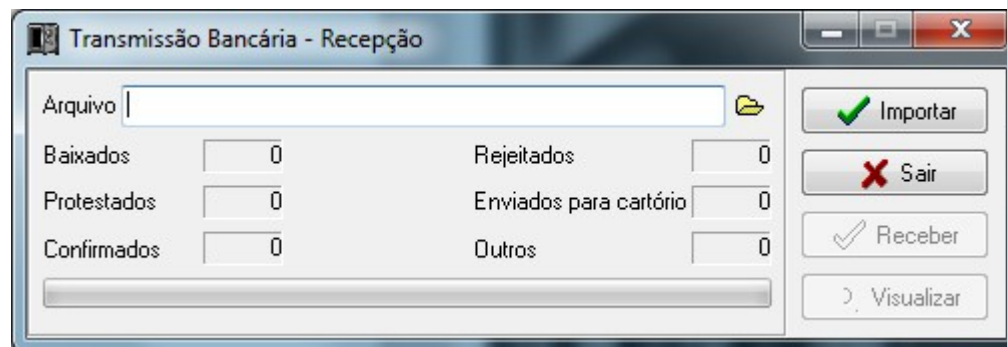 Transmissão Bancária - Recepção
Arquivo
Importar
Baixados 0 Rejeitados 0
Sair
Protestados 0 Enviados para cartório 0
Receber
Confirmados 0 Outros 0
Visualizar